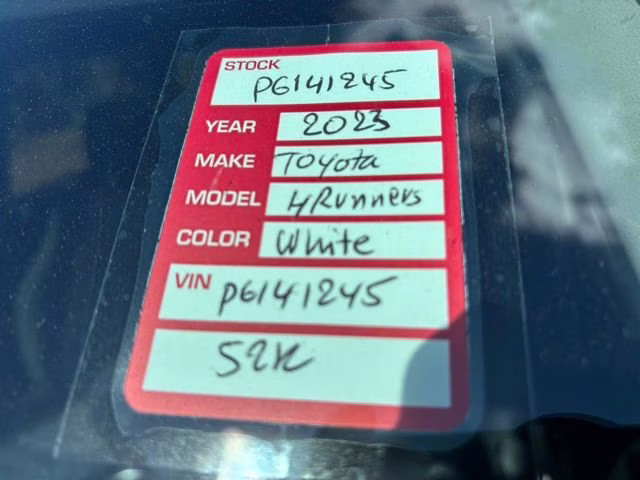 STOCK
P6141245
YEAR 2023
MAKE Toyota
MODEL 4Runners
COLOR White
VIN P6141245
52K